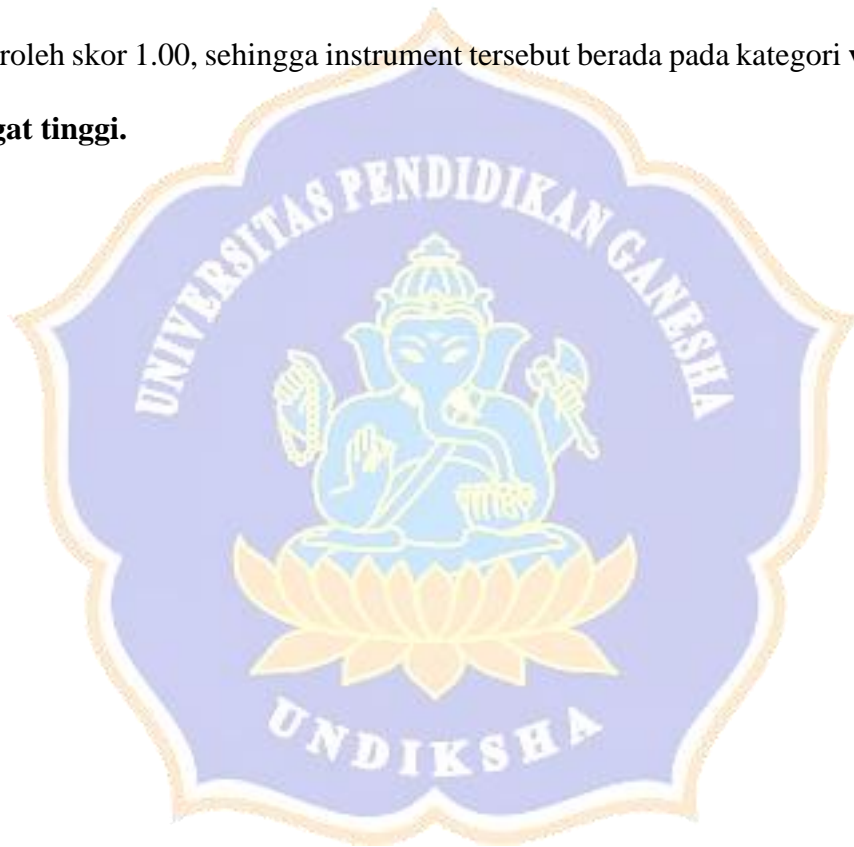 roleh skor 1.00, sehingga instrument tersebut berada pada kategori v
gat tinggi.
UNIVERSITAS PENDIDIKAN GANESHA
UNDIKSHA